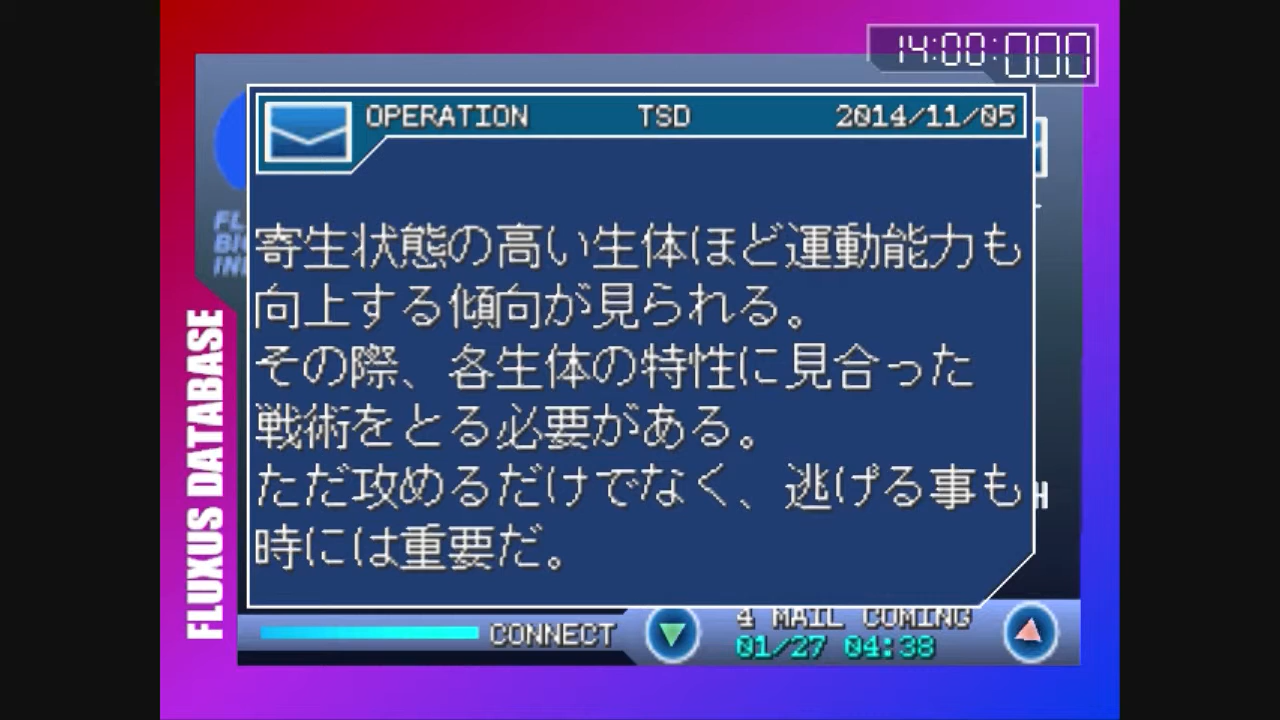 14:00:000
OPERATION TSD 2014/11/05
寄生状態の高い生体ほど運動能力も
向上する傾向が見られる。
その際、各生体の特性に見合った
戦術をとる必要がある。
ただ攻めるだけでなく、逃げる事も
時には重要だ。
FLUXUS DATABASE
CONNECT
4 MAIL COMING
01/27 04:38